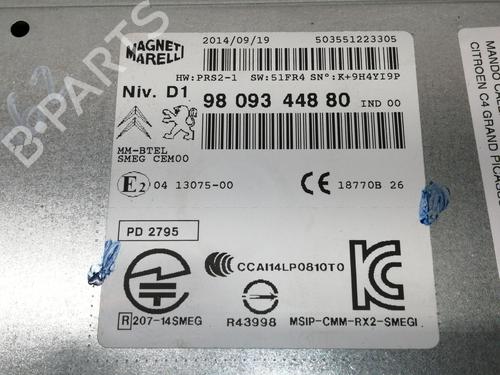 B-PARTS
MAGNETI
MARELLI
2014/09/19 503551223305
HW:PRS2-1 SW:51FR4 SN°:K+9H4YI9P
Niv. D1 98 093 448 80 IND 00
MM-BTEL
SMEG CEM00
E2 04 13075-00 CE 18770B 26
PD 2795
CCAI14LP0810T0
R 207-14SMEG R43998 MSIP-CMM-RX2-SMEGI
CITROEN C4 GRAND